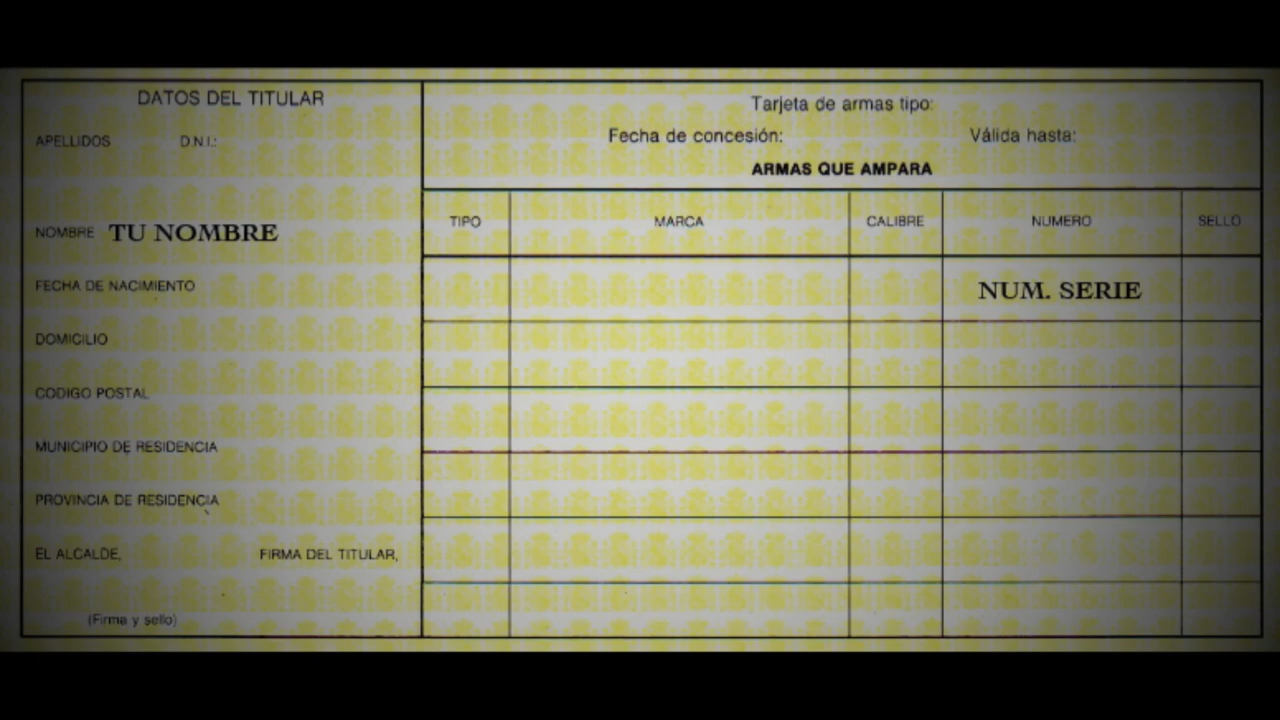 DATOS DEL TITULAR
APELLIDOS D.N.I.:
NOMBRE TU NOMBRE
FECHA DE NACIMIENTO
DOMICILIO
CODIGO POSTAL
MUNICIPIO DE RESIDENCIA
PROVINCIA DE RESIDENCIA
EL ALCALDE, FIRMA DEL TITULAR,
(Firma y sello)
Tarjeta de armas tipo:
Fecha de concesión: Válida hasta:
ARMAS QUE AMPARA
TIPO MARCA CALIBRE NUMERO SELLO
NUM. SERIE